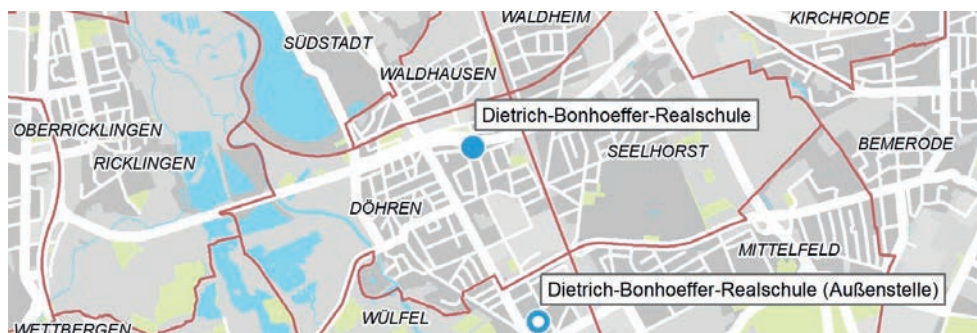 WALDHEIM
KIRCHRODE
SÜDSTADT
WALDHAUSEN
Dietrich-Bonhoeffer-Realschule
OBERRICKLINGEN
RICKLINGEN
SEELHORST
BEMERODE
DÖHREN
MITTELFELD
Dietrich-Bonhoeffer-Realschule (Außenstelle)
WÜLFEL
WETTBERGEN